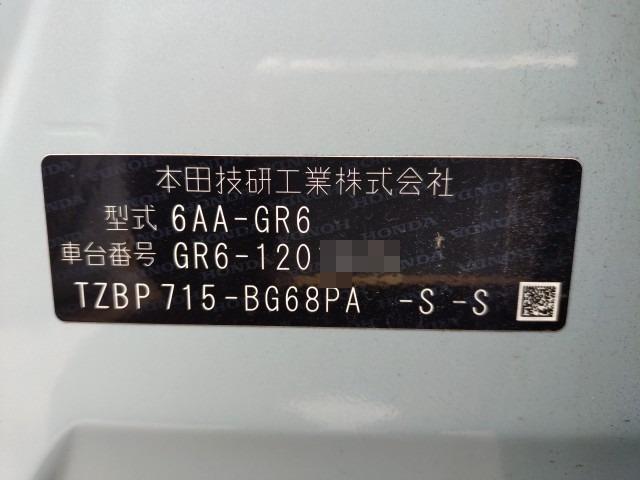 本田技研工業株式会社
型式 6AA-GR6
車台番号 GR6-120
TZBP 715-BG68PA -S -S